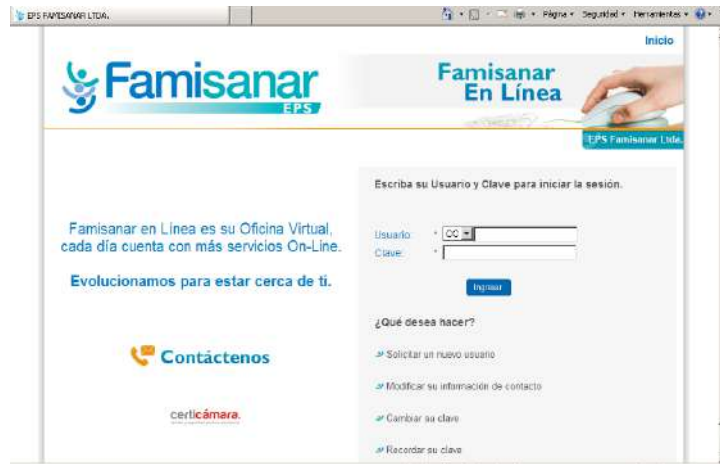 EPS FAMISANAR LTDA.
Página Seguridad Herramientas
Inicio
Famisanar
EPS
Famisanar
En Línea
EPS Famisanar Ltda.
Escriba su Usuario y Clave para iniciar la sesión.
Famisanar en Linea es su Oficina Virtual,
cada día cuenta con más servicios On-Line.
Evolucionamos para estar cerca de ti.
Usuario: * CC
Clave: *
Ingresar
¿Qué desea hacer?
Contáctenos
Solicitar un nuevo usuario
Modificar su información de contacto
certicámara.
Cambiar su clave
Recordar su clave